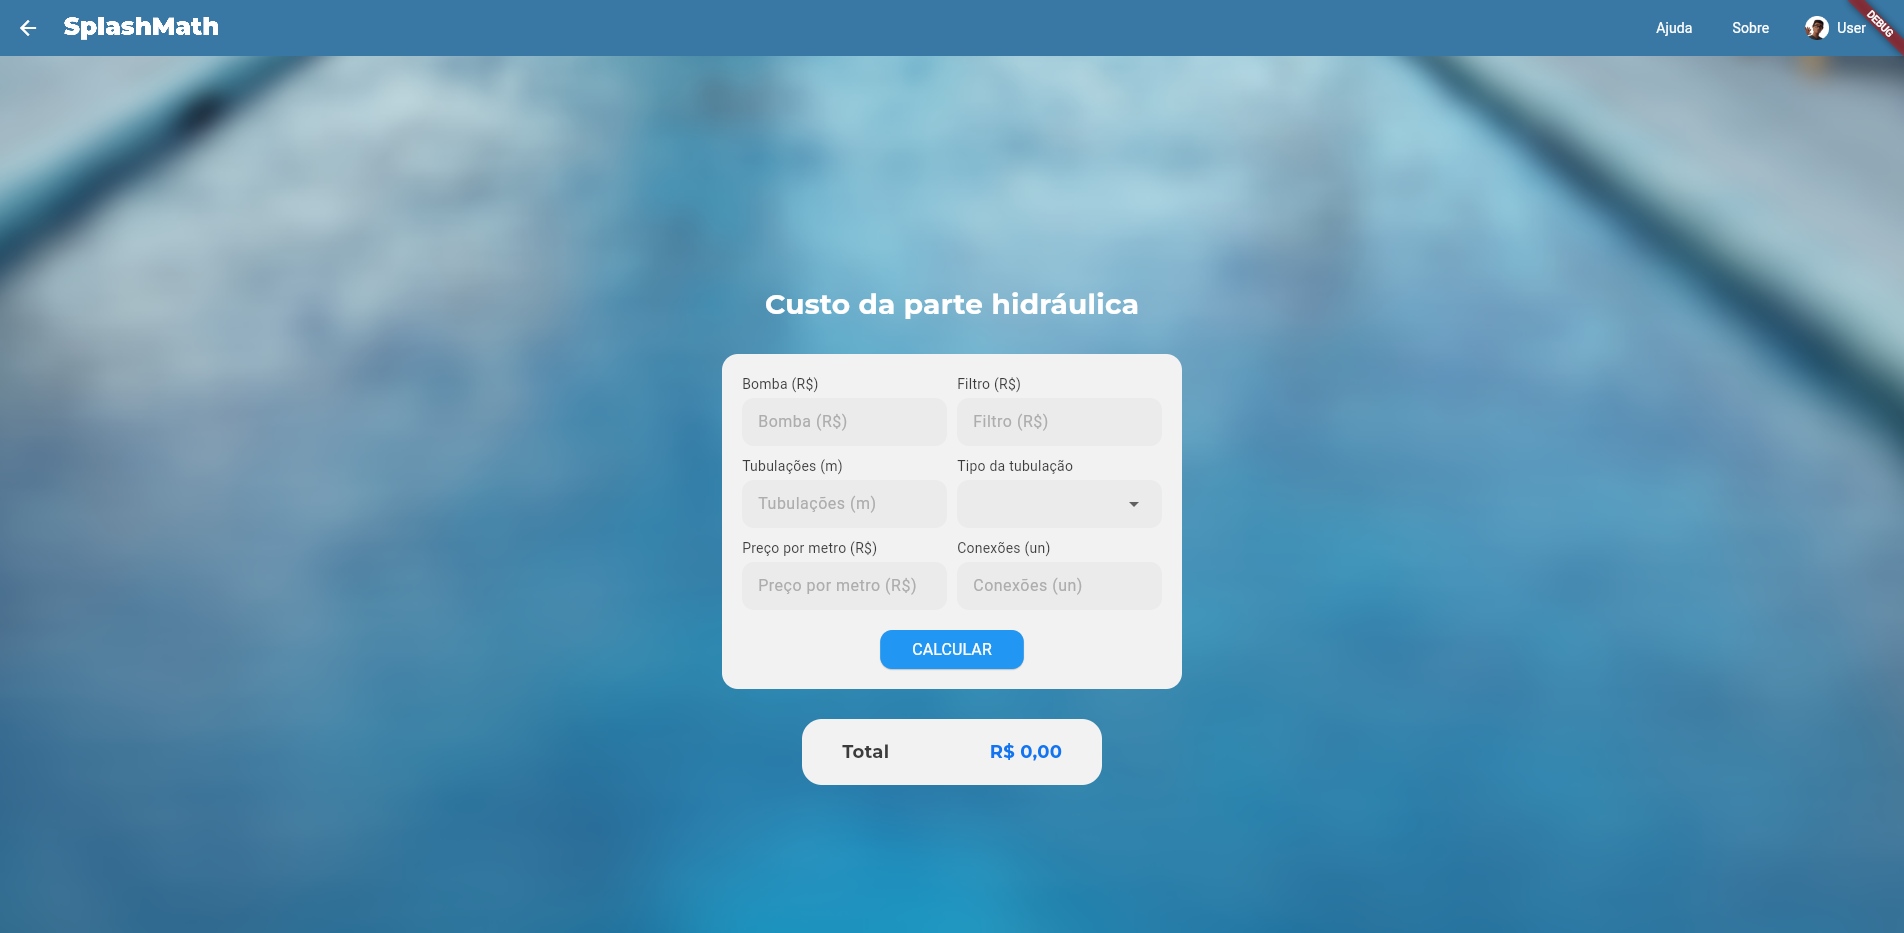 SplashMath
Ajuda Sobre User DEBUG
Custo da parte hidráulica
Bomba (R$) Filtro (R$)
Bomba (R$) Filtro (R$)
Tubulações (m) Tipo da tubulação
Tubulações (m)
Preço por metro (R$) Conexões (un)
Preço por metro (R$) Conexões (un)
CALCULAR
Total R$ 0,00